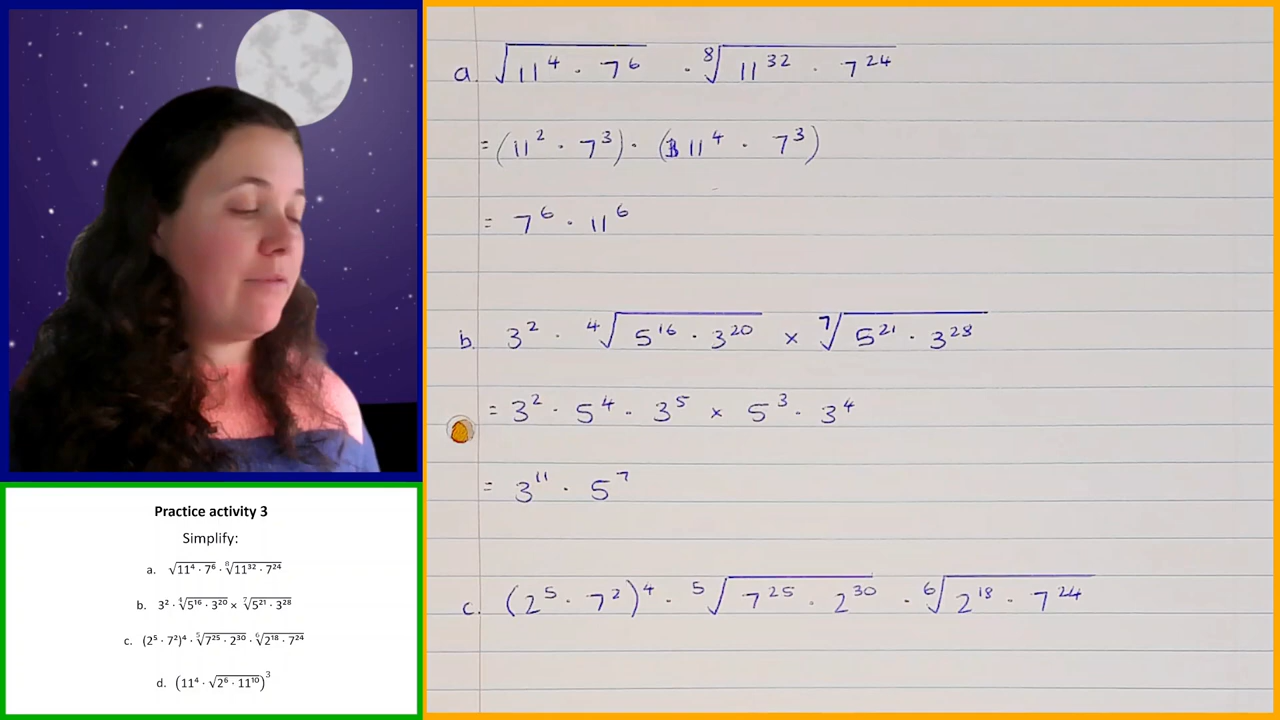 a. √(11⁴ · 7⁶) · ⁸√(11³² · 7²⁴)
= (11² · 7³) · (11⁴ · 7³)
= 7⁶ · 11⁶
b. 3² · ⁴√(5¹⁶ · 3²⁰) × ⁷√(5²¹ · 3²⁸)
= 3² · 5⁴ · 3⁵ × 5³ · 3⁴
= 3¹¹ · 5⁷
c. (2⁵ · 7²)⁴ · ⁵√(7²⁵ · 2³⁰) · ⁶√(2¹⁸ · 7²⁴)
Practice activity 3
Simplify:
a. √(11⁴ · 7⁶) · ⁸√(11³² · 7²⁴)
b. 3² · ⁴√(5¹⁶ · 3²⁰) × ⁷√(5²¹ · 3²⁸)
c. (2⁵ · 7²)⁴ · ⁵√(7²⁵ · 2³⁰) · ⁶√(2¹⁸ · 7²⁴)
d. (11⁴ · √(2⁶ · 11¹⁰))³